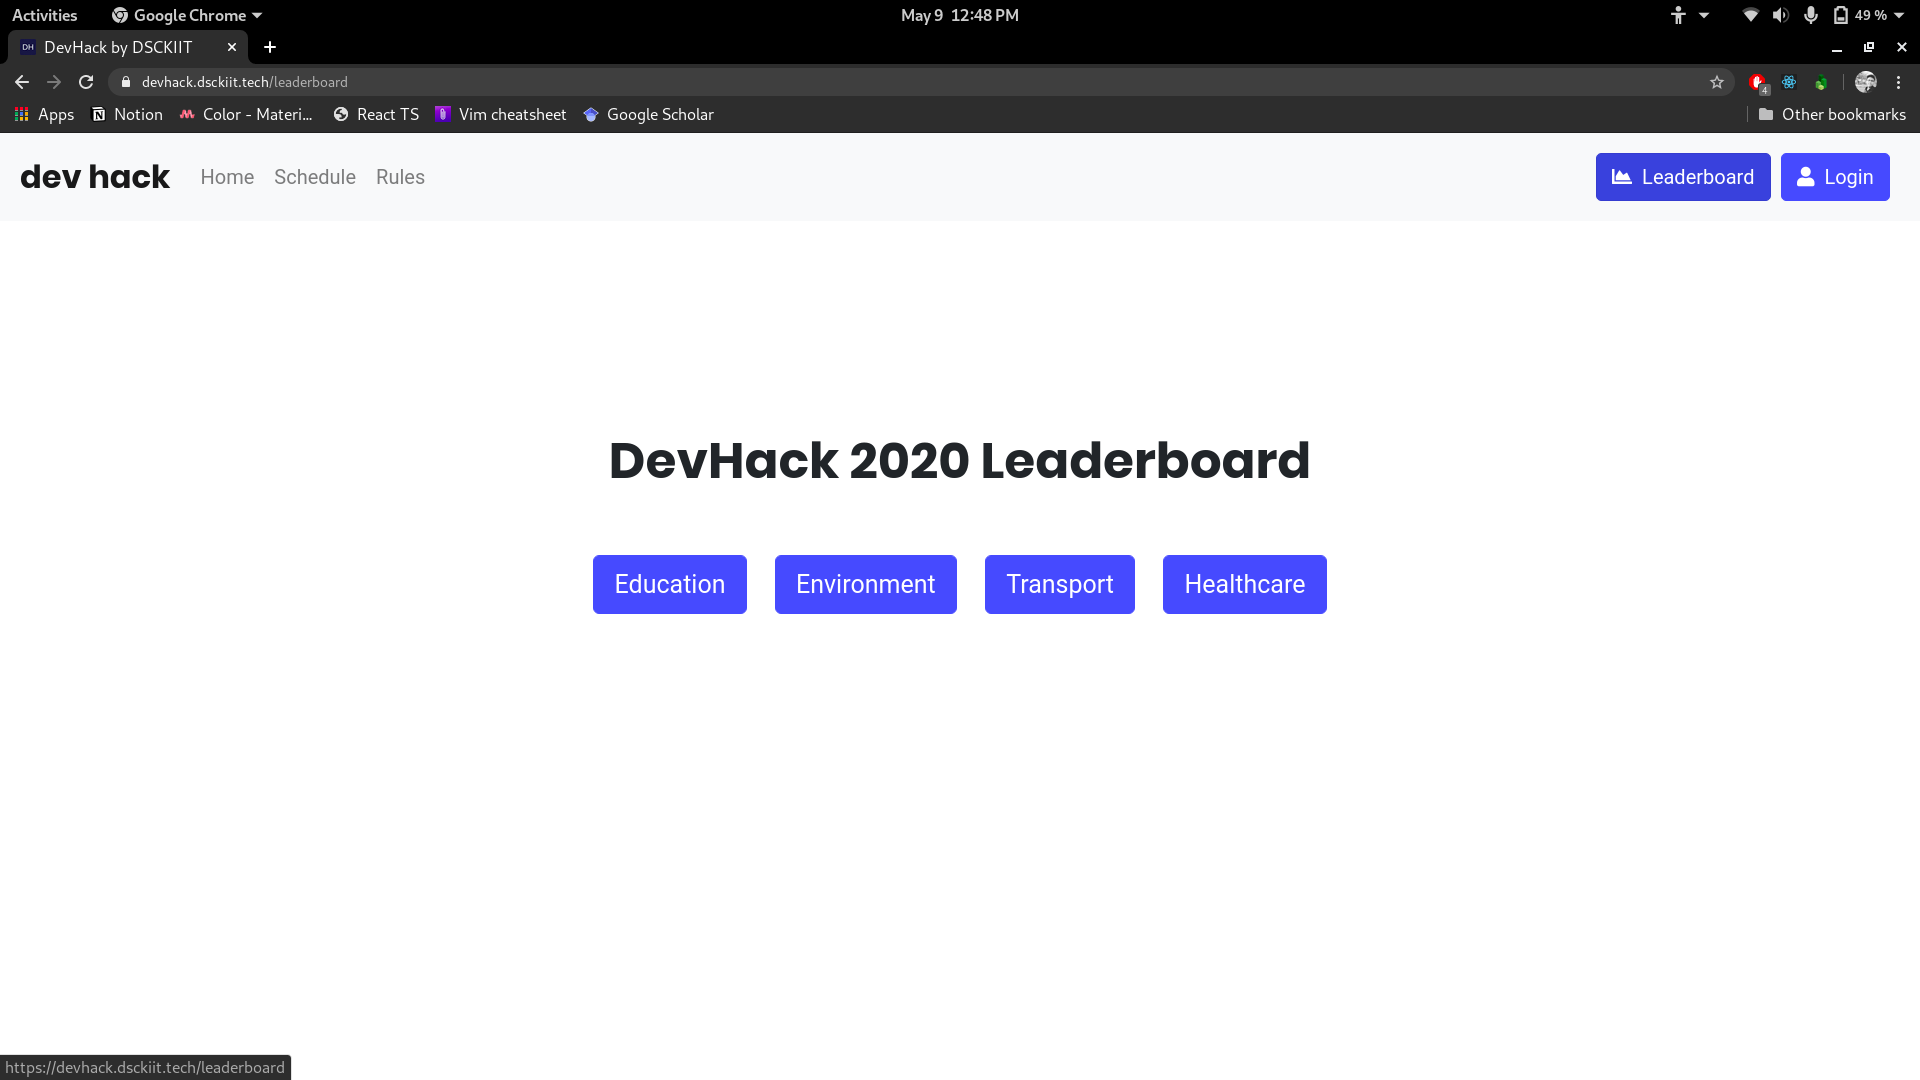 Activities Google Chrome May 9 12:48 PM 49 %
DH DevHack by DSCKIIT
devhack.dsckiit.tech/leaderboard 4
Apps Notion Color - Materi... React TS Vim cheatsheet Google Scholar Other bookmarks
dev hack Home Schedule Rules Leaderboard Login
DevHack 2020 Leaderboard
Education Environment Transport Healthcare
https://devhack.dsckiit.tech/leaderboard